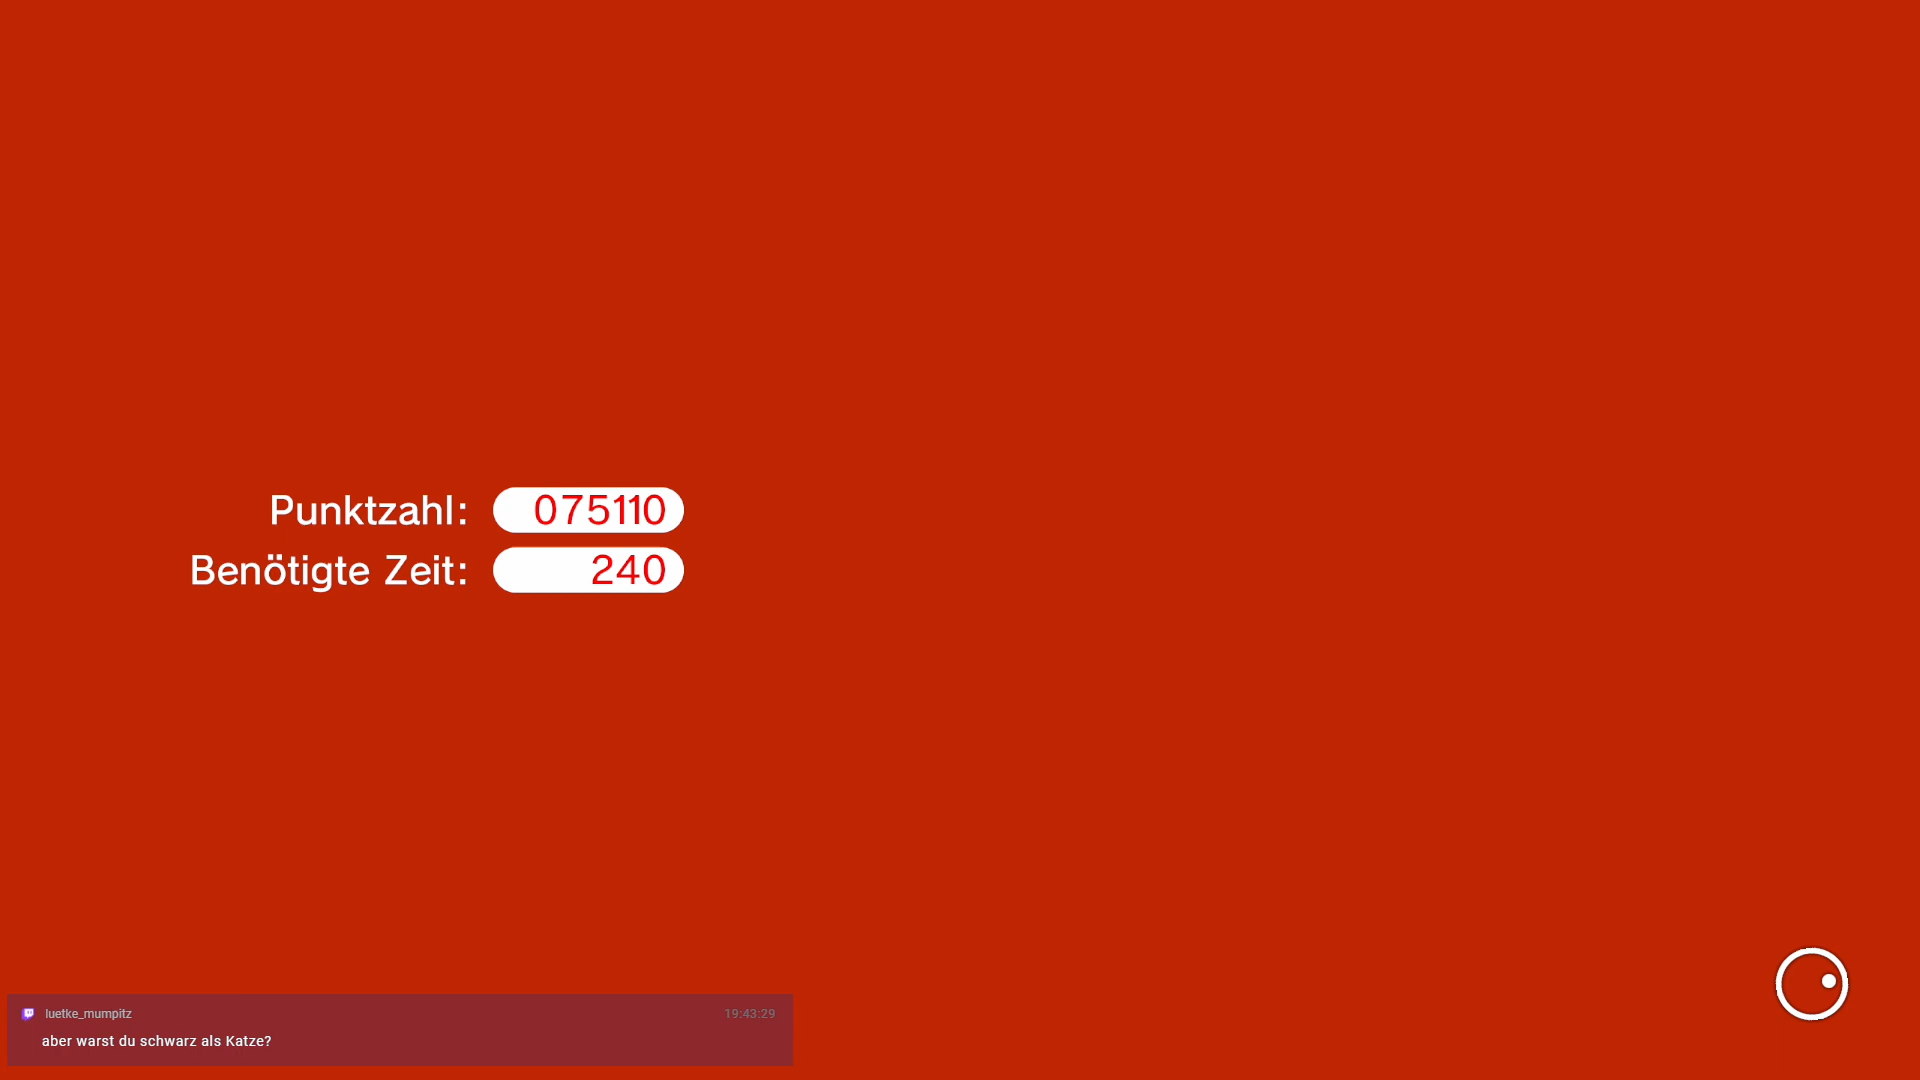 Punktzahl: 075110
Benötigte Zeit: 240
luetke_mumpitz 19:43:29
aber warst du schwarz als Katze?